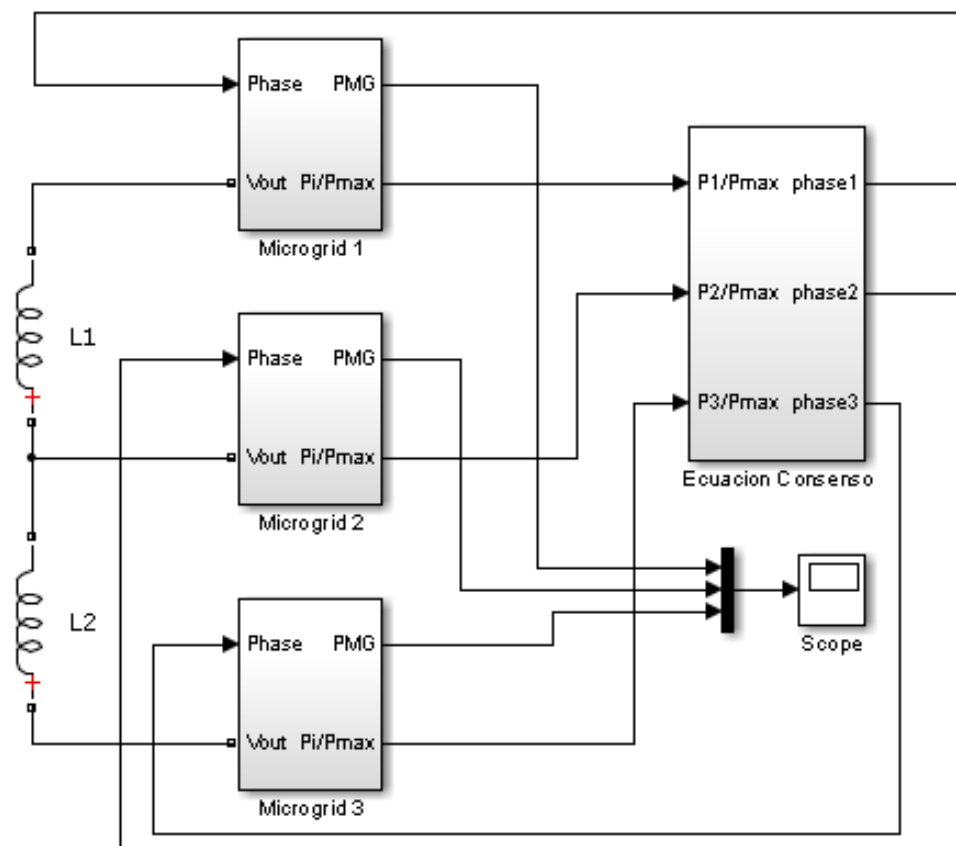 Phase PMG
Vout Pi/Pmax
Microgrid 1
L1
Phase PMG
Vout Pi/Pmax
Microgrid 2
L2
Phase PMG
Vout Pi/Pmax
Microgrid 3
P1/Pmax phase1
P2/Pmax phase2
P3/Pmax phase3
Ecuacion Consenso
Scope